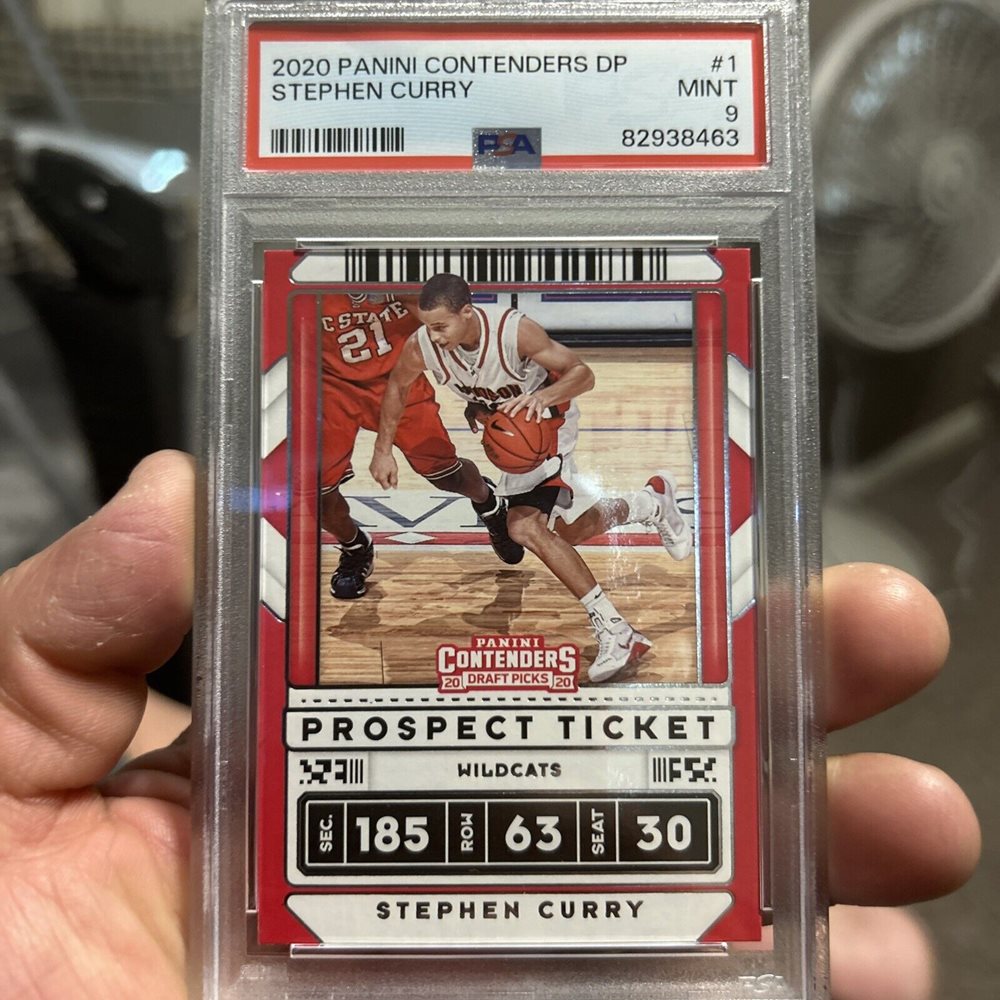 2020 PANINI CONTENDERS DP #1
STEPHEN CURRY MINT
9
PSA 82938463
C STATE
21
PANINI
CONTENDERS
20 DRAFT PICKS 20
PROSPECT TICKET
WILDCATS
SEC. 185 ROW 63 SEAT 30
STEPHEN CURRY